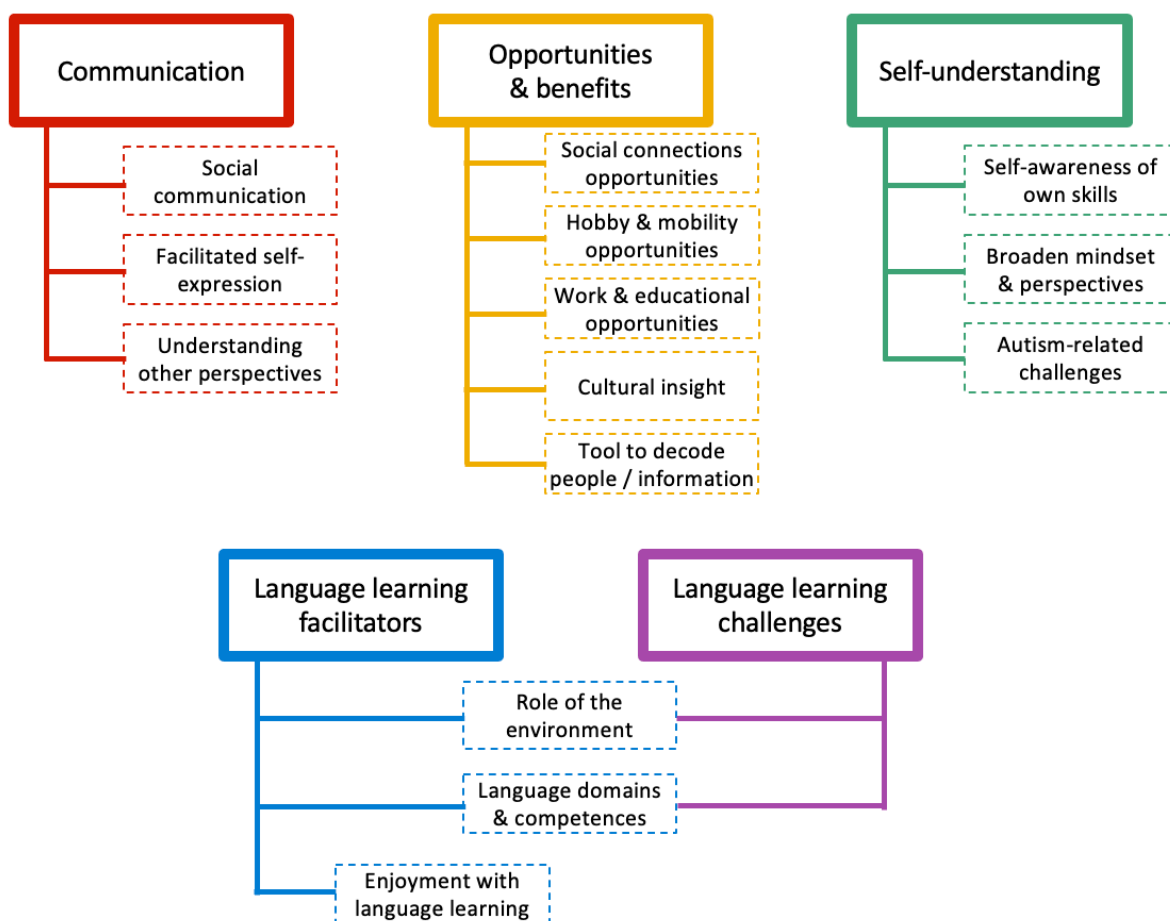 Communication
Social
communication
Facilitated self-
expression
Understanding
other perspectives
Opportunities
& benefits
Social connections
opportunities
Hobby & mobility
opportunities
Work & educational
opportunities
Cultural insight
Tool to decode
people / information
Self-understanding
Self-awareness of
own skills
Broaden mindset
& perspectives
Autism-related
challenges
Language learning
facilitators
Language learning
challenges
Role of the
environment
Language domains
& competences
Enjoyment with
language learning